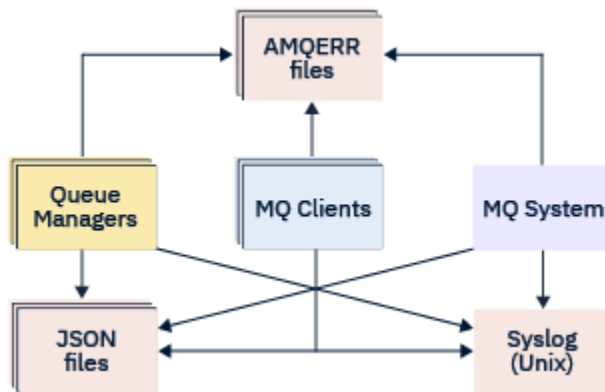 AMQERR
files
Queue
Managers
MQ Clients
MQ System
JSON
files
Syslog
(Unix)